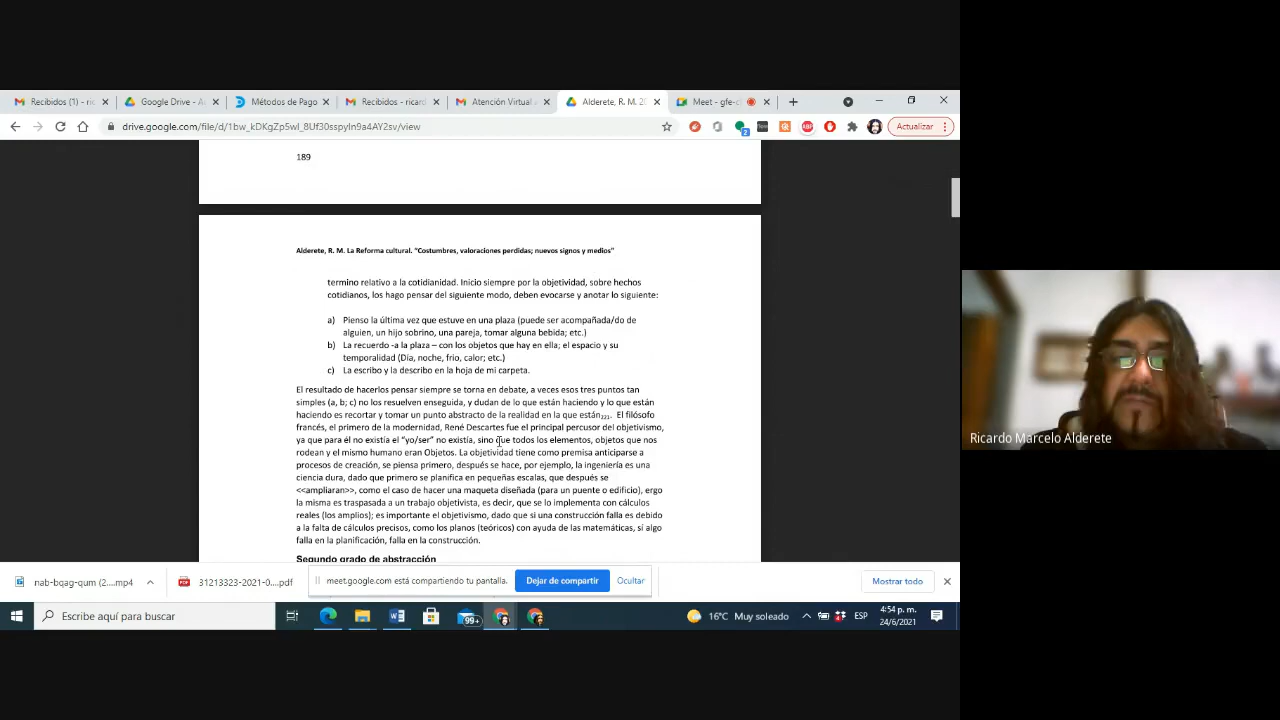 Recibidos (1) - ric
Google Drive - A
Métodos de Pago
Recibidos - ricar
Atención Virtual
Alderete, R. M. 20
Meet - gfe-c
drive.google.com/file/d/1bw_kDKgZp5wl_8Uf30sspyIn9a4AY2sv/view
2
ABP
Actualizar
189
Alderete, R. M. La Reforma cultural. “Costumbres, valoraciones perdidas; nuevos signos y medios”
termino relativo a la cotidianidad. Inicio siempre por la objetividad, sobre hechos
cotidianos, los hago pensar del siguiente modo, deben evocarse y anotar lo siguiente:
a) Pienso la última vez que estuve en una plaza (puede ser acompañada/do de
alguien, un hijo sobrino, una pareja, tomar alguna bebida; etc.)
b) La recuerdo -a la plaza – con los objetos que hay en ella; el espacio y su
temporalidad (Día, noche, frio, calor; etc.)
c) La escribo y la describo en la hoja de mi carpeta.
El resultado de hacerlos pensar siempre se torna en debate, a veces esos tres puntos tan
simples (a, b; c) no los resuelven enseguida, y dudan de lo que están haciendo y lo que están
haciendo es recortar y tomar un punto abstracto de la realidad en la que están221. El filósofo
francés, el primero de la modernidad, René Descartes fue el principal percusor del objetivismo,
ya que para él no existía el “yo/ser” no existía, sino que todos los elementos, objetos que nos
rodean y el mismo humano eran Objetos. La objetividad tiene como premisa anticiparse a
procesos de creación, se piensa primero, después se hace, por ejemplo, la ingeniería es una
ciencia dura, dado que primero se planifica en pequeñas escalas, que después se
<<ampliaran>>, como el caso de hacer una maqueta diseñada (para un puente o edificio), ergo
la misma es traspasada a un trabajo objetivista, es decir, que se lo implementa con cálculos
reales (los amplios); es importante el objetivismo, dado que si una construcción falla es debido
a la falta de cálculos precisos, como los planos (teóricos) con ayuda de las matemáticas, si algo
falla en la planificación, falla en la construcción.
Segundo grado de abstracción
Ricardo Marcelo Alderete
nab-bqag-qum (2....mp4
31213323-2021-0....pdf
meet.google.com está compartiendo tu pantalla.
Dejar de compartir
Ocultar
Mostrar todo
Escribe aquí para buscar
99+
16°C Muy soleado
ESP
4:54 p. m.
24/6/2021